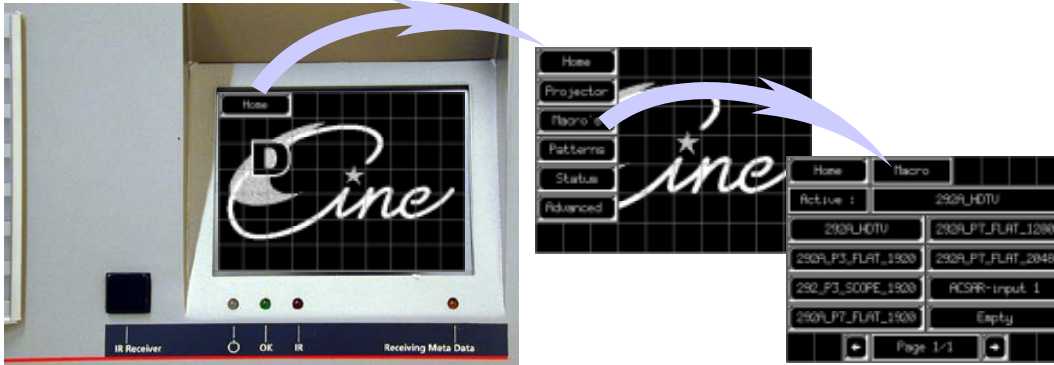 Home
D
Cine
IR Receiver
OK
IR
Receiving Meta Data
Home
Projector
Macro's
Patterns
Status
Advanced
ine
Home
Macro
Active :
292A_HDTV
292A_HDTV
292A_PT_FLAT_1280
292A_P3_FLAT_1920
292A_PT_FLAT_2048
292_P3_SCOPE_1920
ACSAR-input 1
292A_P7_FLAT_1920
Empty
Page 1/1